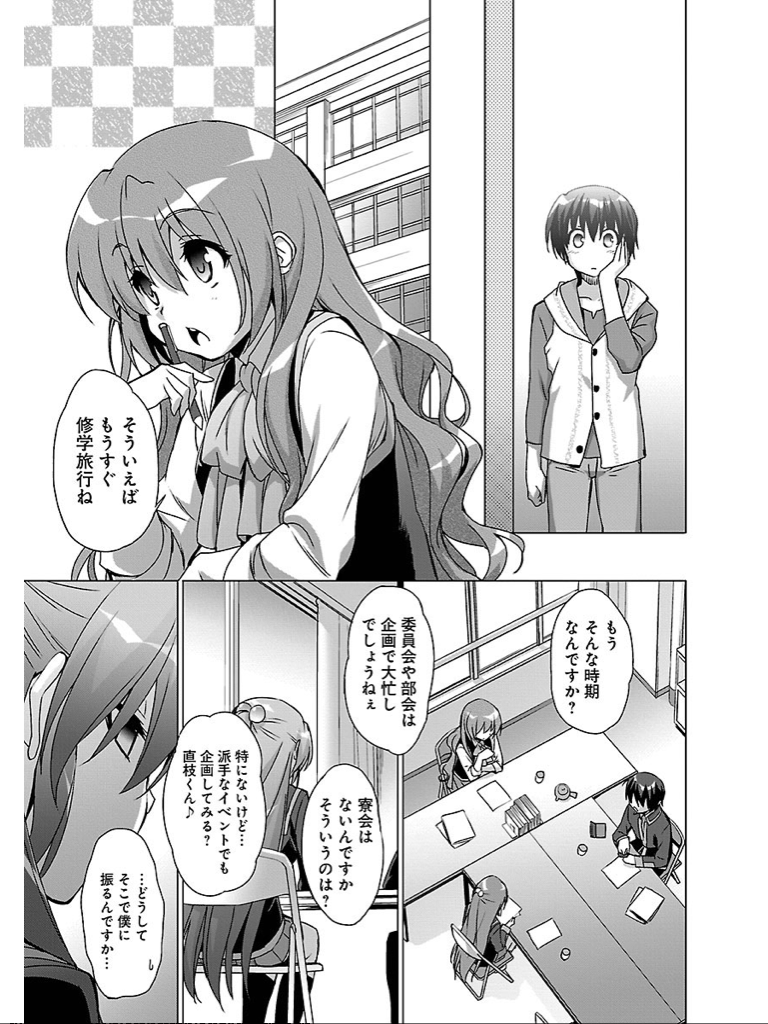 そういえば
もうすぐ
修学旅行ね
もう
そんな時期
なんですか?
委員会や部会は
企画で大忙し
でしょうねぇ
寮会は
ないんですか
そういうのは?
特にないけど…
派手なイベントでも
企画してみる?
直枝くん♪
…どうして
そこで僕に
振るんですか…